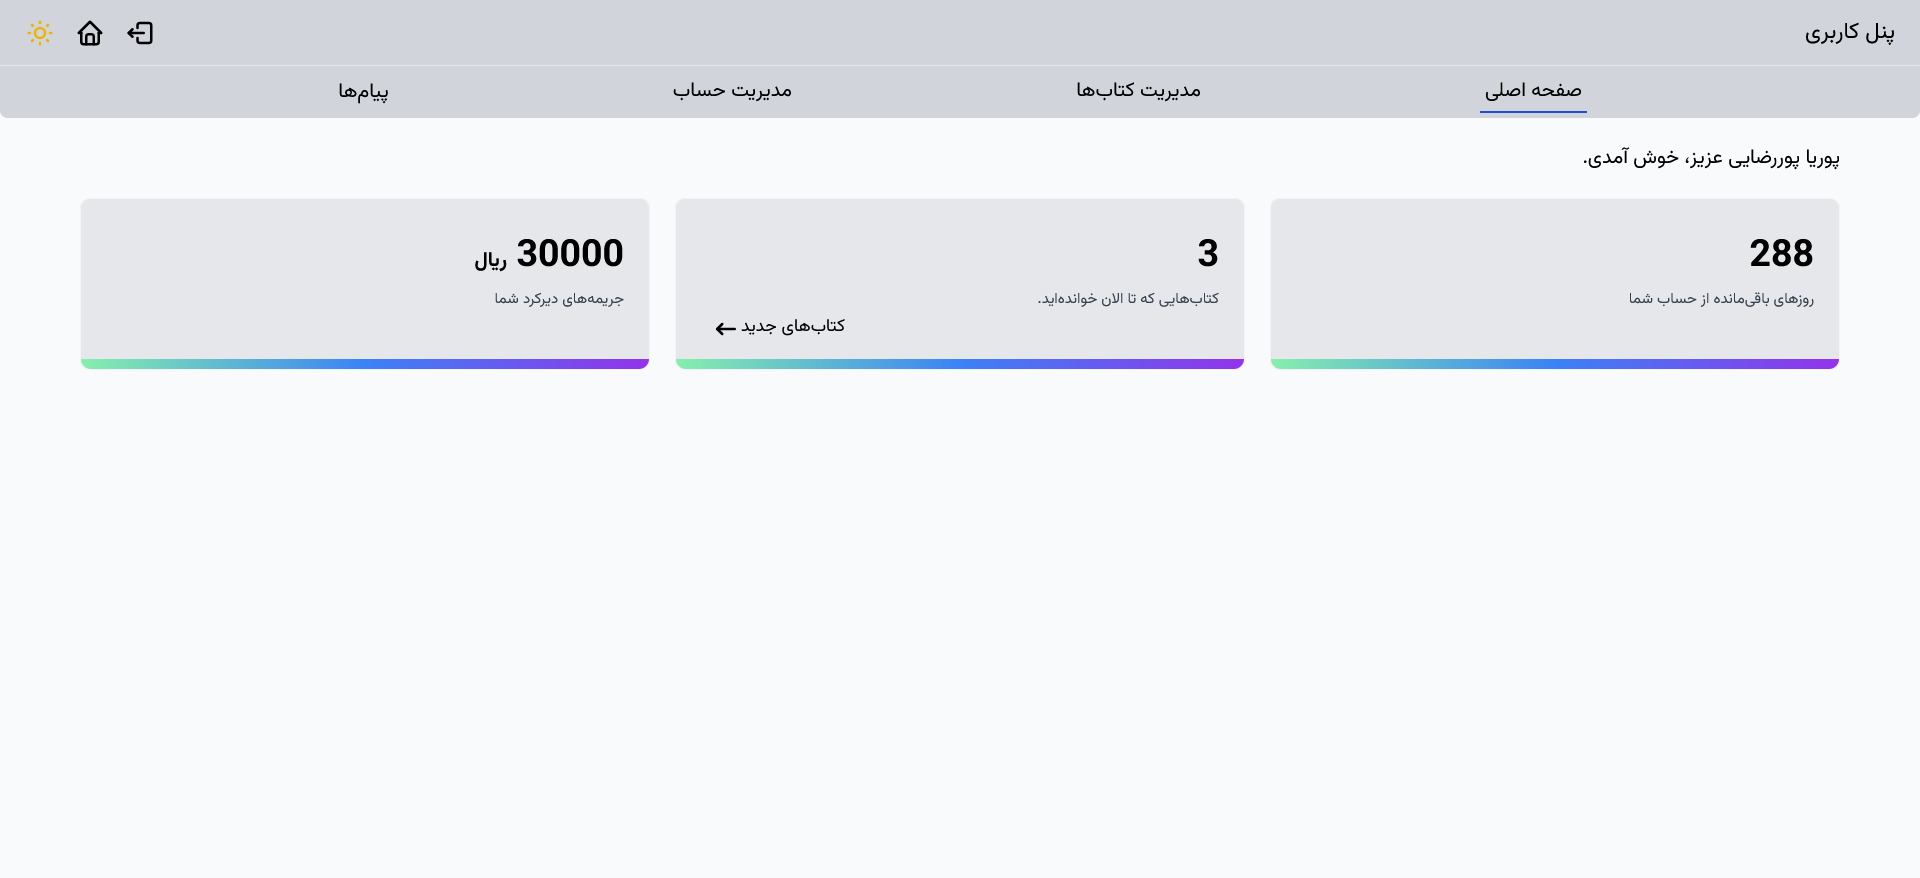 پنل کاربری
صفحه اصلی
مدیریت کتاب‌ها
مدیریت حساب
پیام‌ها
پوریا پوررضایی عزیز، خوش آمدی.
288
روزهای باقی‌مانده از حساب شما
3
کتاب‌هایی که تا الان خوانده‌اید.
کتاب‌های جدید
30000 ریال
جریمه‌های دیرکرد شما